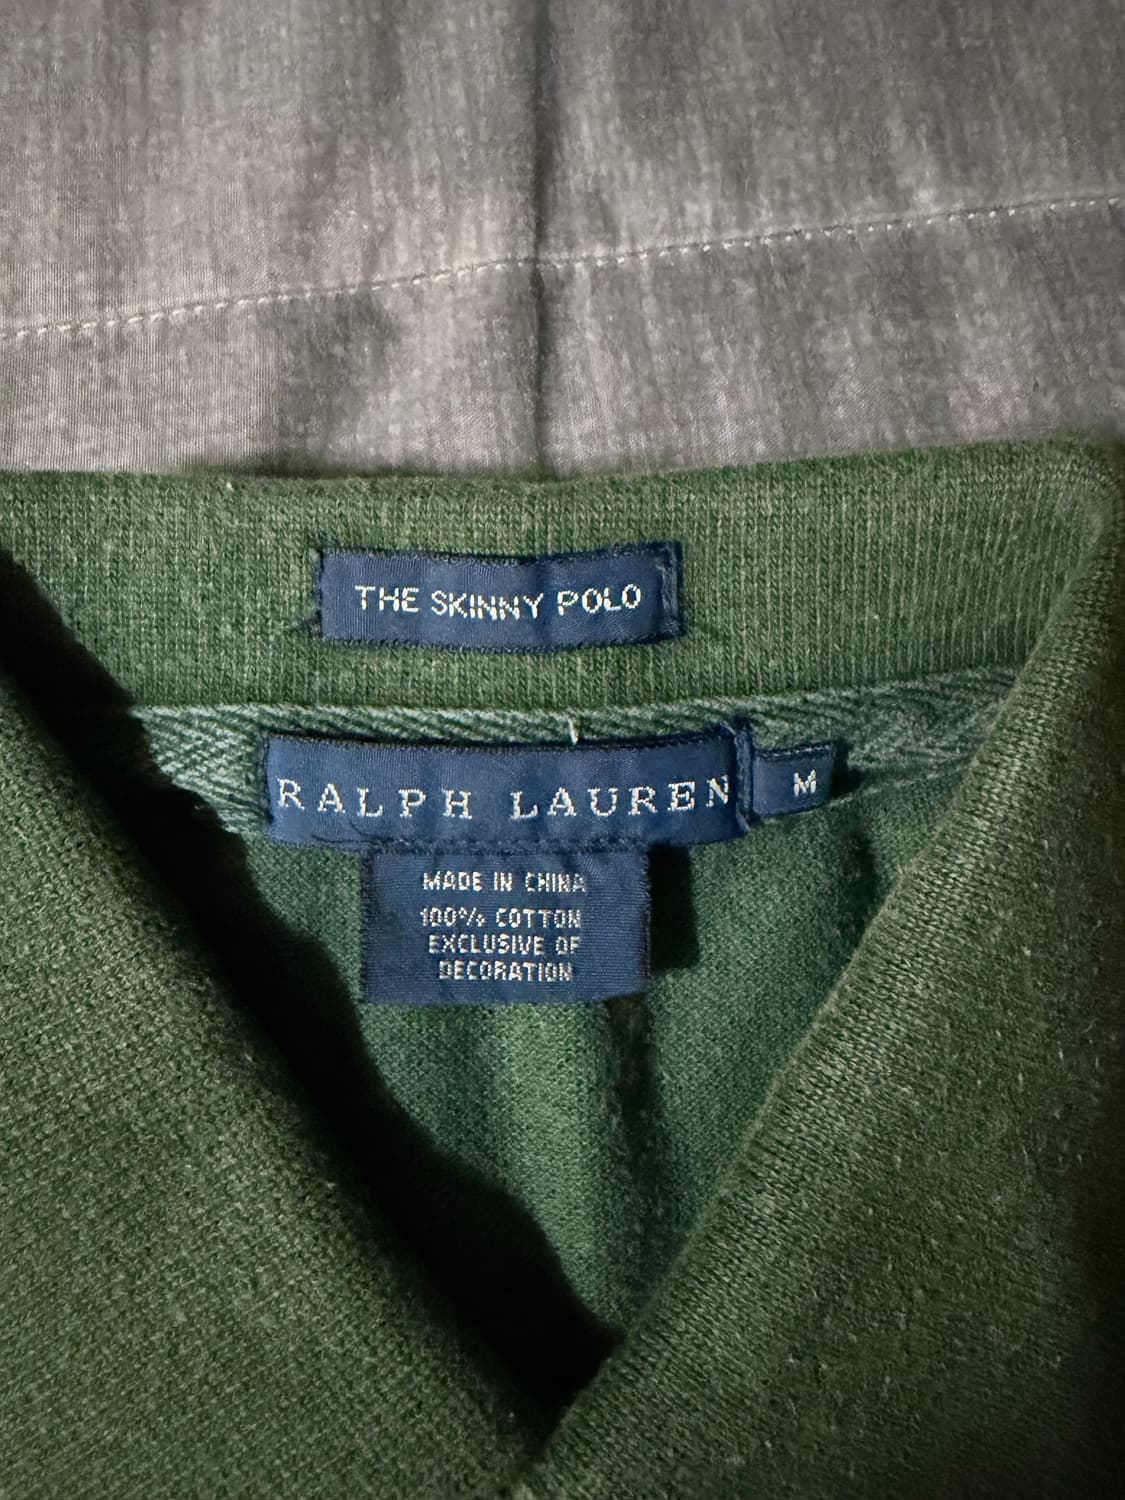 THE SKINNY POLO
RALPH LAUREN
M
MADE IN CHINA
100% COTTON
EXCLUSIVE OF
DECORATION